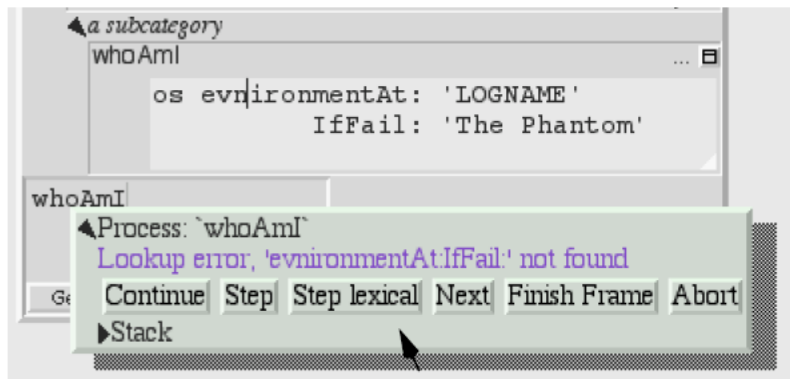 a subcategory
whoAmI ...
os evnironmentAt: 'LOGNAME'
IfFail: 'The Phantom'
whoAmI
Process: `whoAmI`
Lookup error, 'evnironmentAt:IfFail:' not found
Ge Continue Step Step lexical Next Finish Frame Abort
Stack